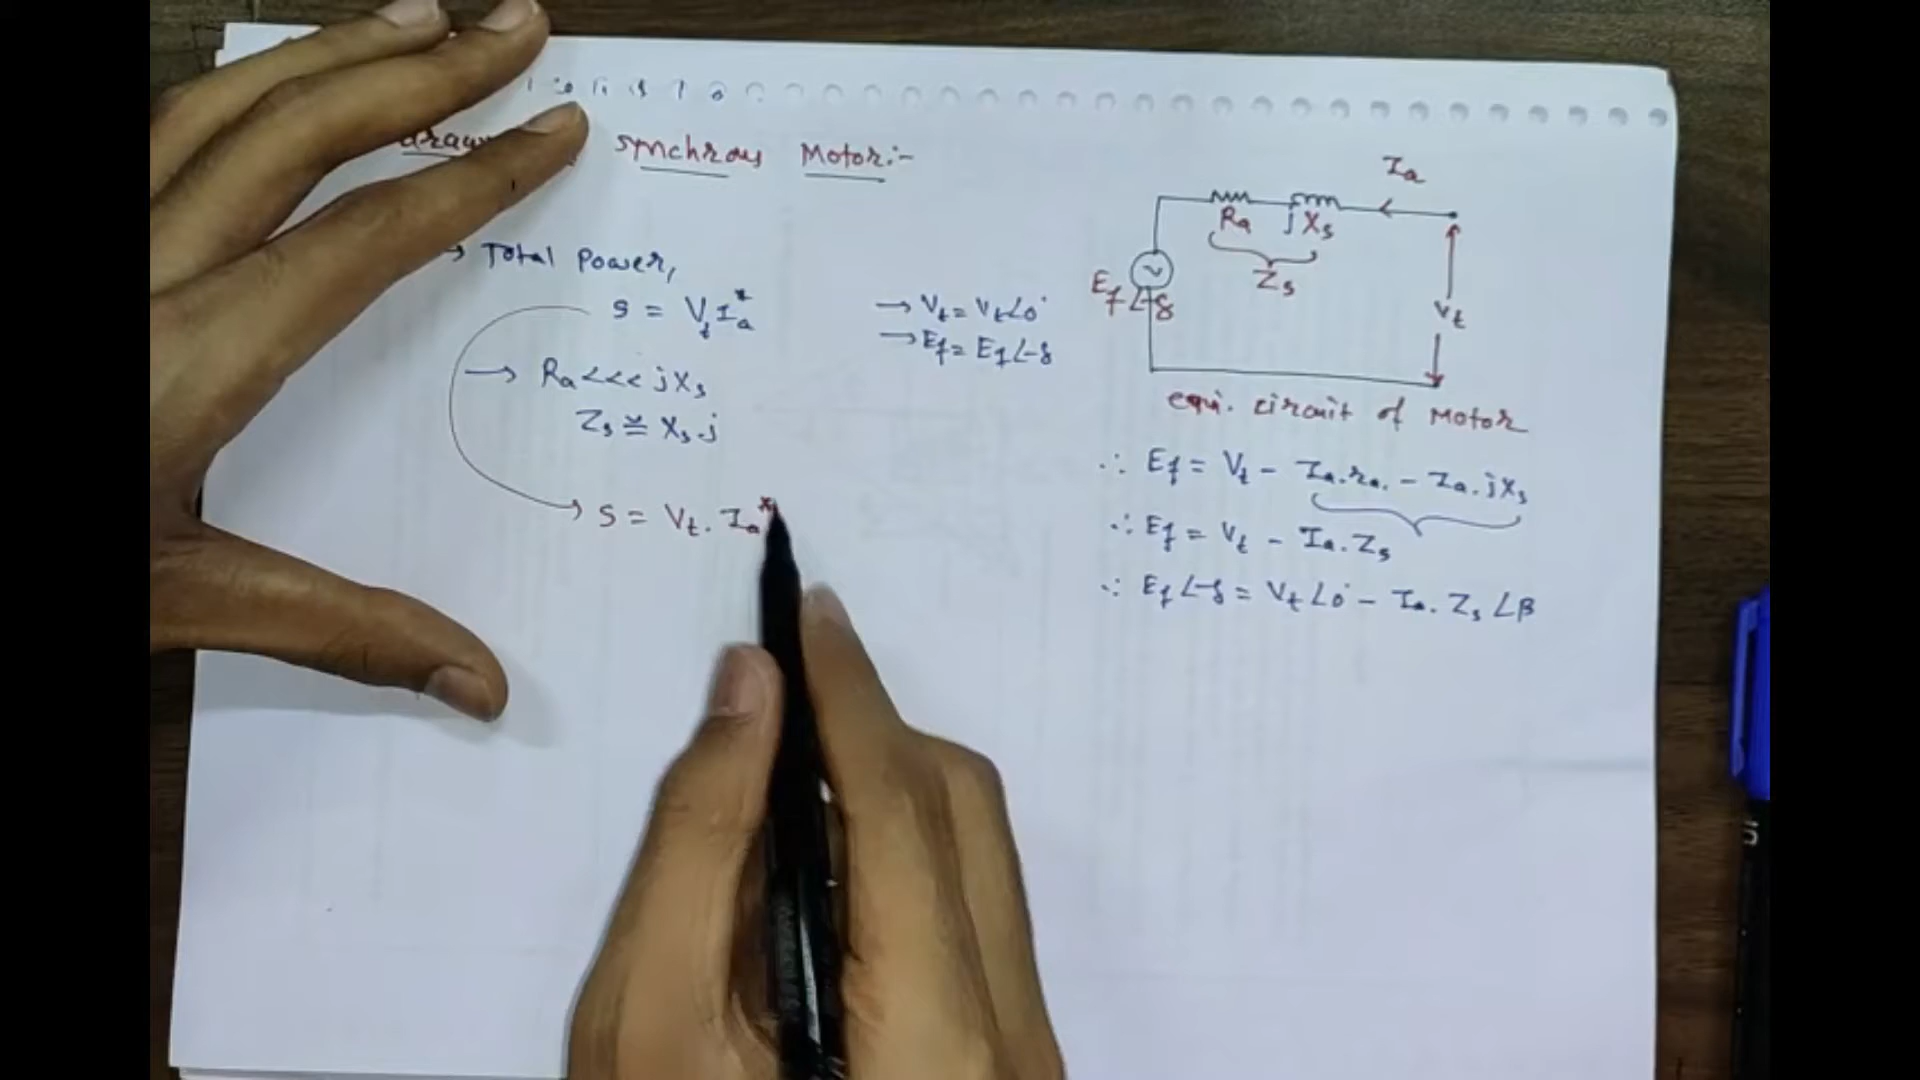 synchrous Motor:-
→ Total Power,
S = VtIa*
→ Ra<<< jXs
Zs ≅ Xs.j
→ S = Vt. Ia*
→ Vt = Vt∠0°
→ Ef = Ef∠-δ
Ia
Ra jXs
Zs
Ef∠-δ
Vt
equi. circuit of Motor
∴ Ef = Vt - Ia.ra. - Ia.jXs
∴ Ef = Vt - Ia.Zs
∴ Ef∠-δ = Vt∠0° - Ia. Zs∠β